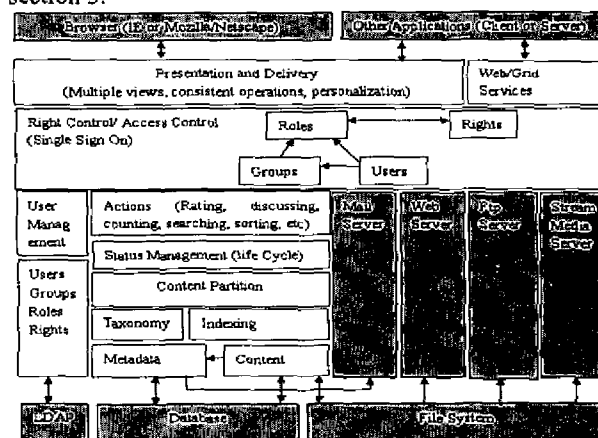 section 3.
Browser (IE or Mozilla/Netscape)
Other Applications (Client or Server)
Presentation and Delivery
(Multiple views, consistent operations, personalization)
Web/Grid
Services
Right Control/ Access Control
(Single Sign On)
Roles
Rights
Groups
Users
User
Manag
ement
Actions (Rating, discussing,
counting, searching, sorting, etc)
Mail
Server
Web
Server
Ftp
Server
Stream
Media
Server
Status Management (life Cycle)
Content Partition
Users
Groups
Roles
Rights
Taxonomy
Indexing
Metadata
Content
LDAP
Database
File System